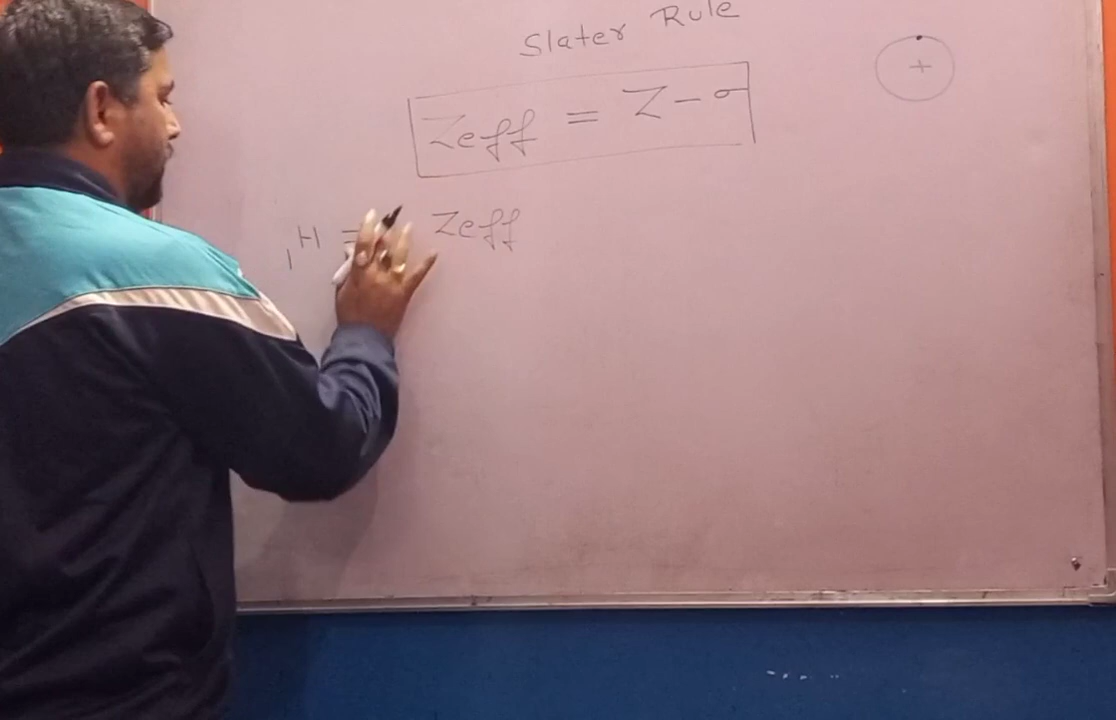 Slater Rule
Zeff = Z - σ
₁H = Zeff
+